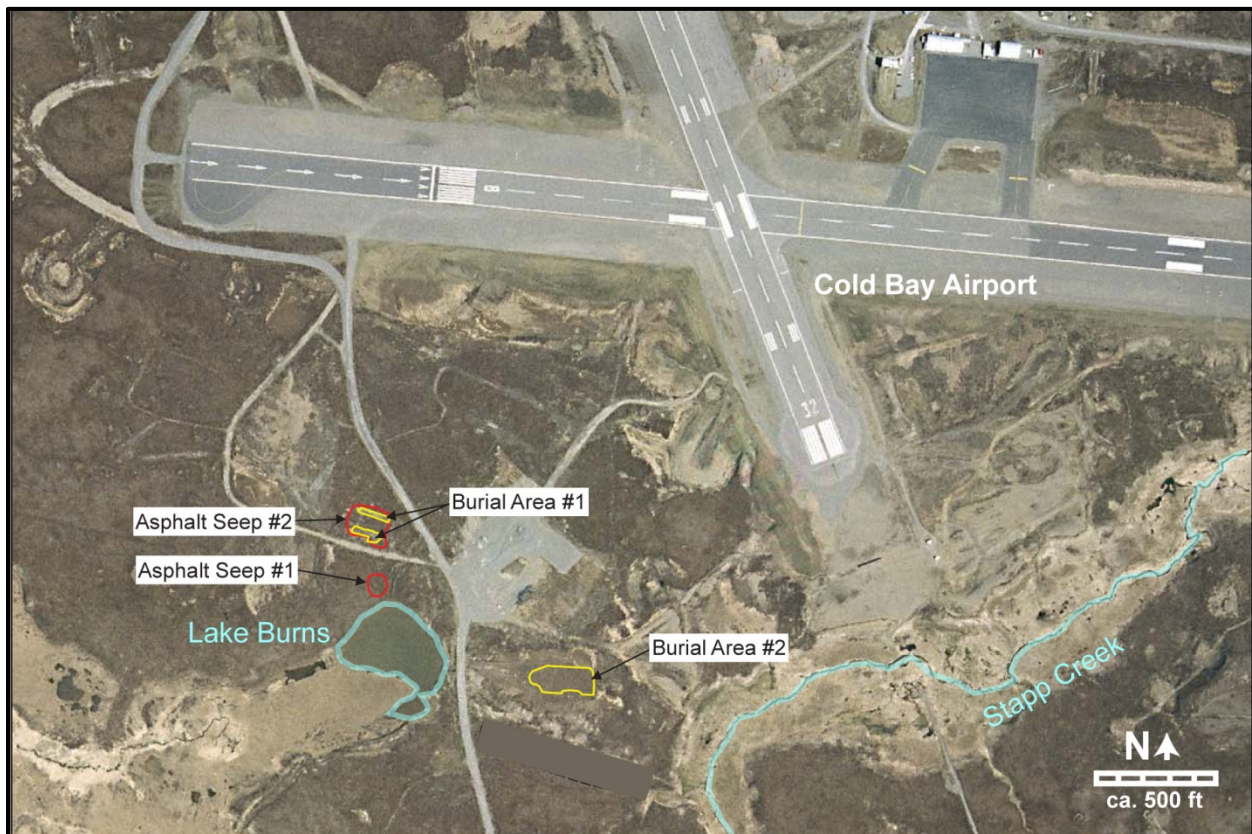 8
Cold Bay Airport
32
Burial Area #1
Asphalt Seep #2
Asphalt Seep #1
Lake Burns
Burial Area #2
Stapp Creek
N
ca. 500 ft